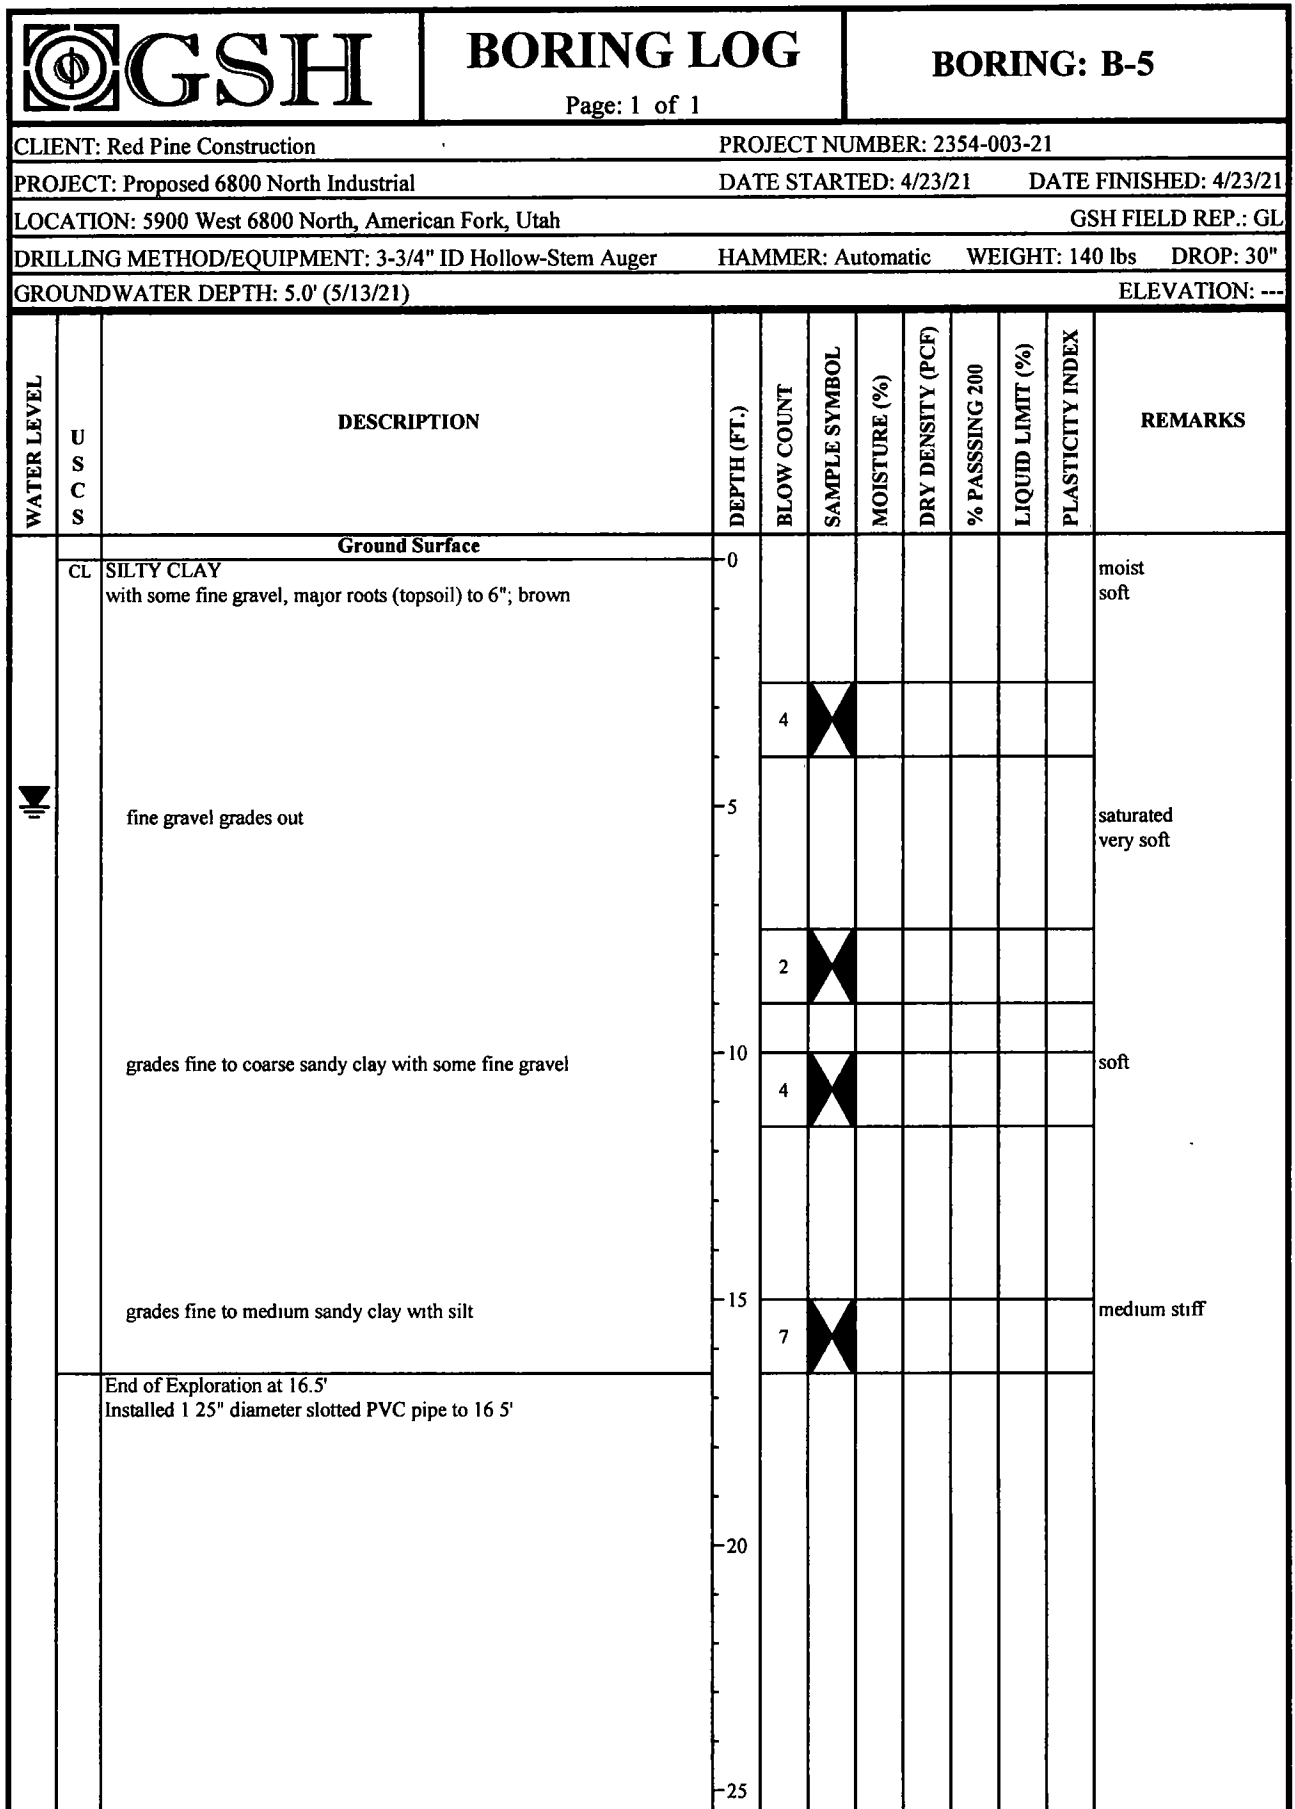 GSH
BORING LOG
Page: 1 of 1
BORING: B-5
CLIENT: Red Pine Construction
PROJECT NUMBER: 2354-003-21
PROJECT: Proposed 6800 North Industrial
DATE STARTED: 4/23/21
DATE FINISHED: 4/23/21
LOCATION: 5900 West 6800 North, American Fork, Utah
GSH FIELD REP.: GL
DRILLING METHOD/EQUIPMENT: 3-3/4" ID Hollow-Stem Auger
HAMMER: Automatic
WEIGHT: 140 lbs
DROP: 30"
GROUNDWATER DEPTH: 5.0' (5/13/21)
ELEVATION: ---
WATER LEVEL
U
S
C
S
DESCRIPTION
DEPTH (FT.)
BLOW COUNT
SAMPLE SYMBOL
MOISTURE (%)
DRY DENSITY (PCF)
% PASSSING 200
LIQUID LIMIT (%)
PLASTICITY INDEX
REMARKS
Ground Surface
0
CL
SILTY CLAY
moist
with some fine gravel, major roots (topsoil) to 6"; brown
soft
4
5
fine gravel grades out
saturated
very soft
2
10
grades fine to coarse sandy clay with some fine gravel
soft
4
15
grades fine to medium sandy clay with silt
medium stiff
7
End of Exploration at 16.5'
Installed 1 25" diameter slotted PVC pipe to 16 5'
20
25